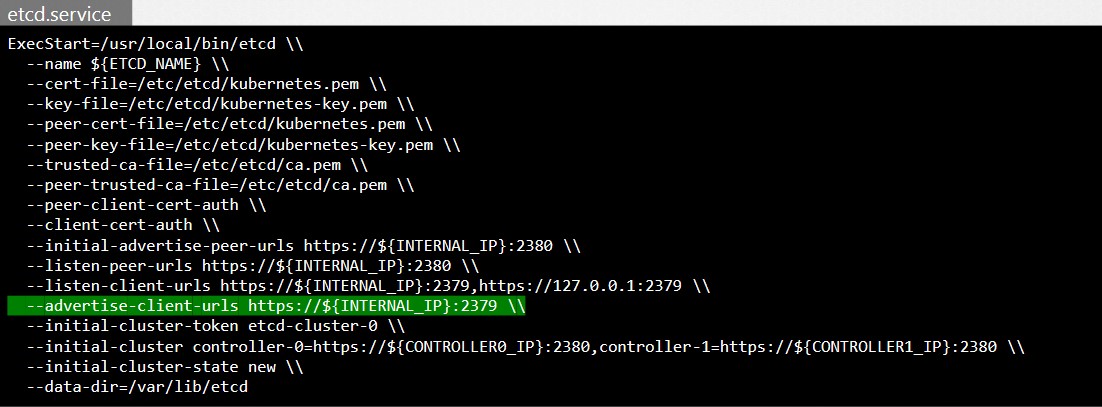 etcd.service
ExecStart=/usr/local/bin/etcd \\
--name ${ETCD_NAME} \\
--cert-file=/etc/etcd/kubernetes.pem \\
--key-file=/etc/etcd/kubernetes-key.pem \\
--peer-cert-file=/etc/etcd/kubernetes.pem \\
--peer-key-file=/etc/etcd/kubernetes-key.pem \\
--trusted-ca-file=/etc/etcd/ca.pem \\
--peer-trusted-ca-file=/etc/etcd/ca.pem \\
--peer-client-cert-auth \\
--client-cert-auth \\
--initial-advertise-peer-urls https://${INTERNAL_IP}:2380 \\
--listen-peer-urls https://${INTERNAL_IP}:2380 \\
--listen-client-urls https://${INTERNAL_IP}:2379,https://127.0.0.1:2379 \\
--advertise-client-urls https://${INTERNAL_IP}:2379 \\
--initial-cluster-token etcd-cluster-0 \\
--initial-cluster controller-0=https://${CONTROLLER0_IP}:2380,controller-1=https://${CONTROLLER1_IP}:2380 \\
--initial-cluster-state new \\
--data-dir=/var/lib/etcd